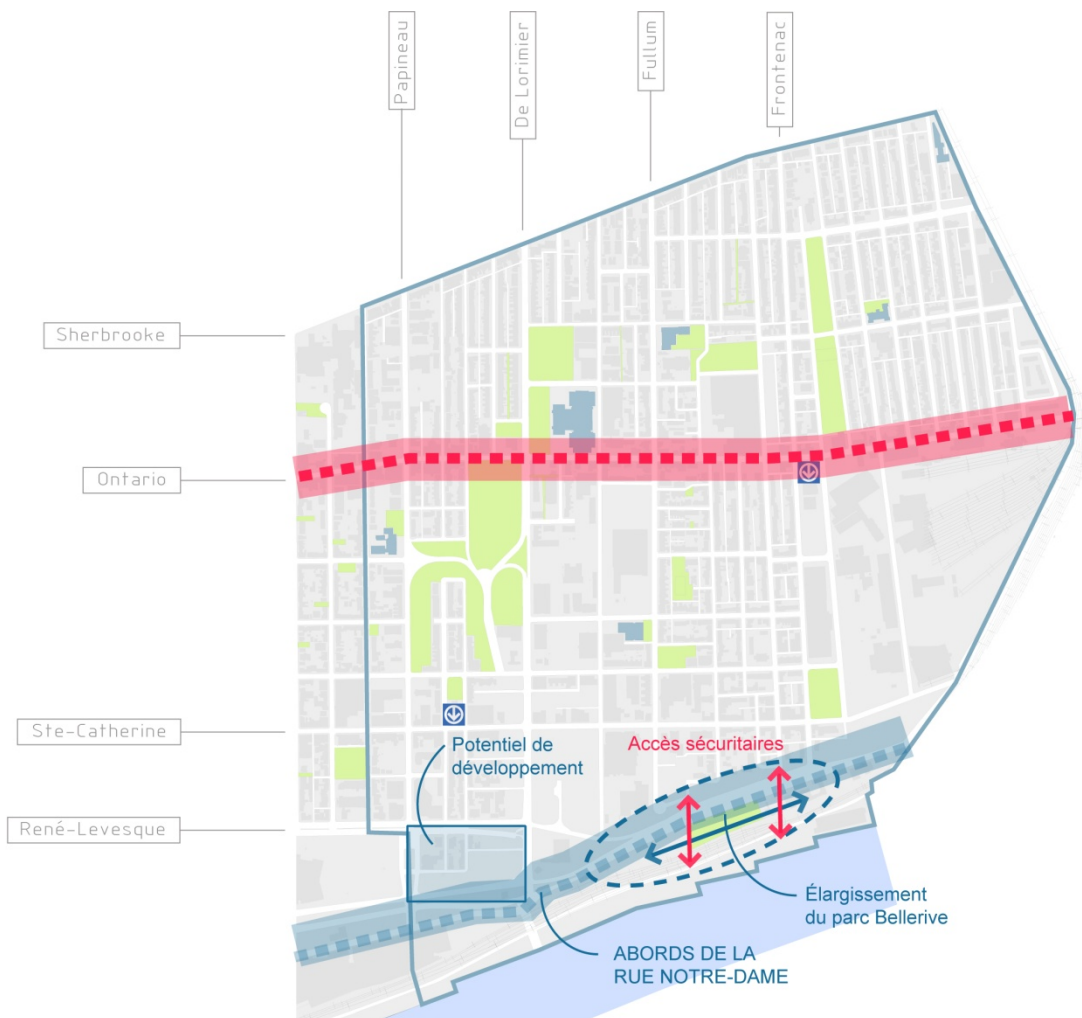 Papineau
De Lorimier
Fullum
Frontenac
Sherbrooke
Ontario
Ste-Catherine
René-Levesque
Potentiel de
développement
Accès sécuritaires
Élargissement
du parc Bellerive
ABORDS DE LA
RUE NOTRE-DAME